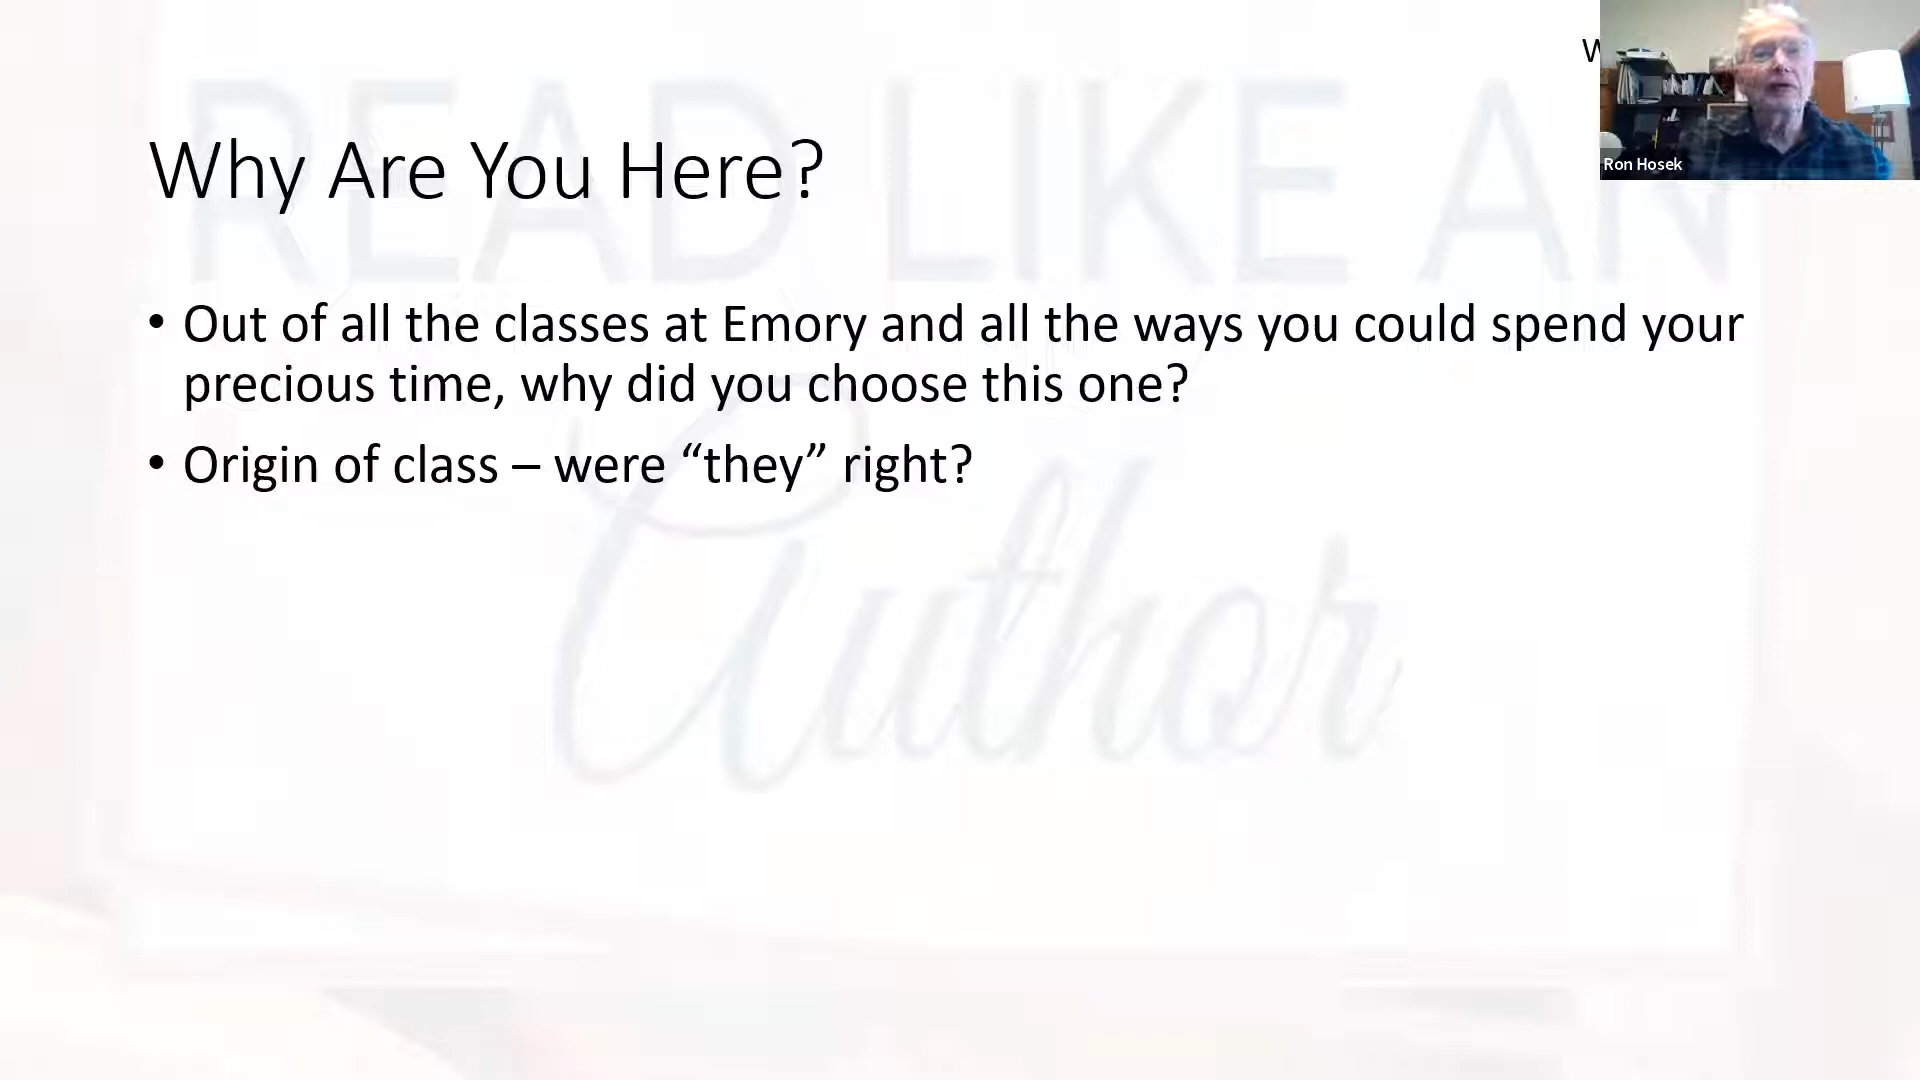 READ LIKE AN
Why Are You Here?
Ron Hosek
• Out of all the classes at Emory and all the ways you could spend your
precious time, why did you choose this one?
• Origin of class – were “they” right?
Author